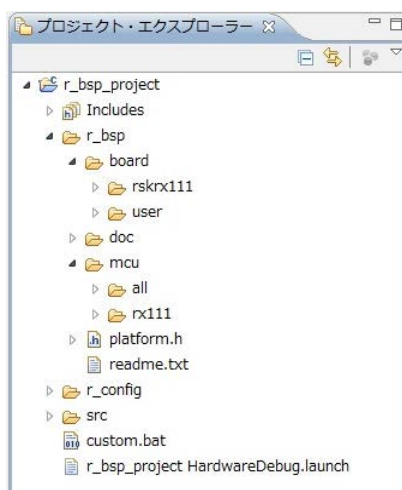 プロジェクト・エクスプローラー
r_bsp_project
Includes
r_bsp
board
rskrx111
user
doc
mcu
all
rx111
platform.h
readme.txt
r_config
src
custom.bat
r_bsp_project HardwareDebug.launch